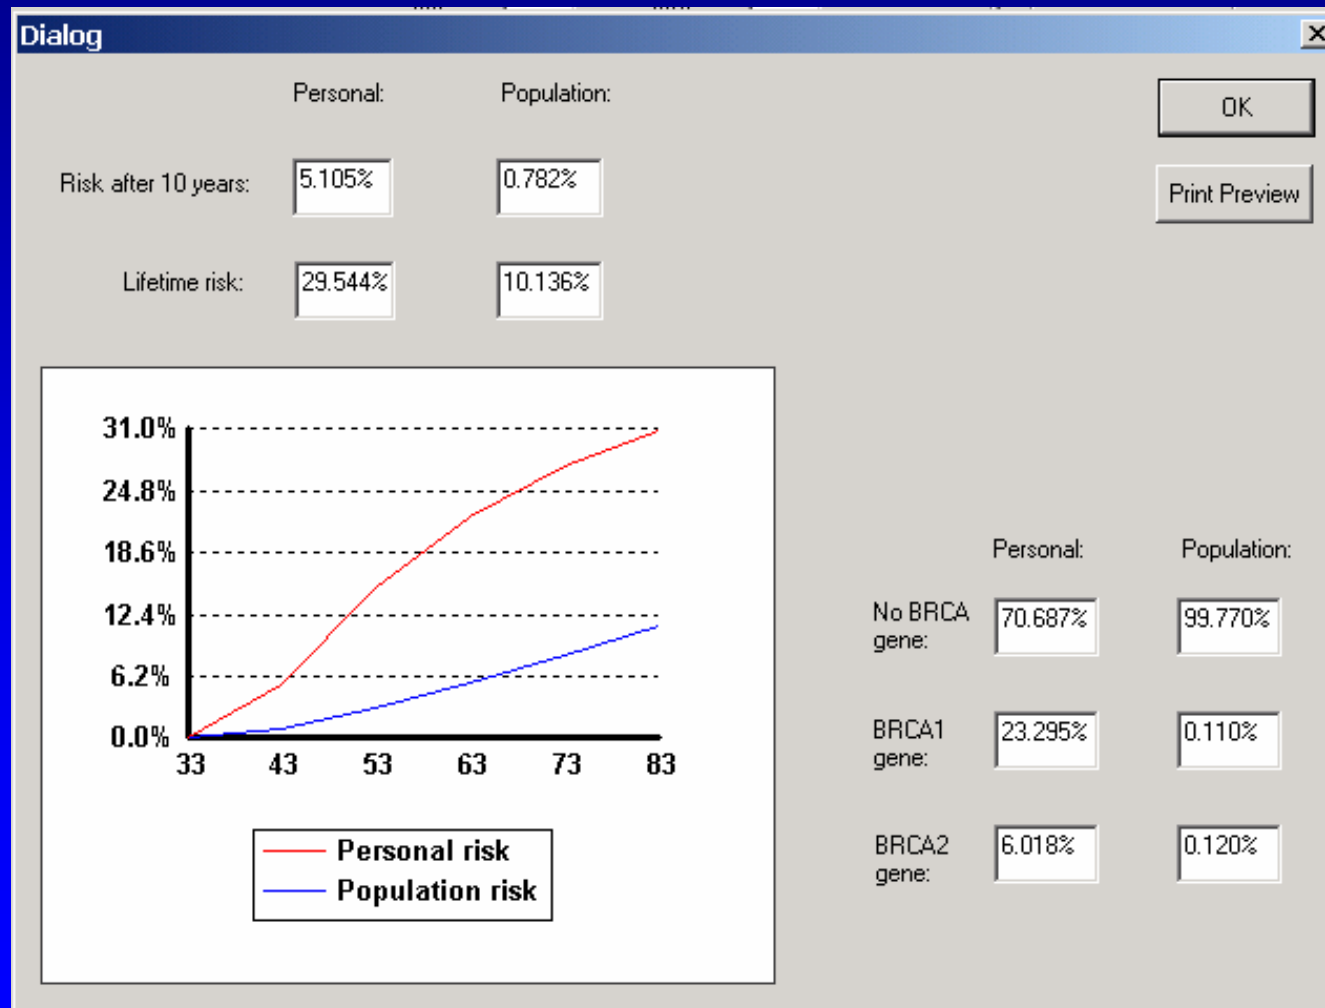 Dialog
Personal: Population:
OK
Risk after 10 years: 5.105% 0.782%
Print Preview
Lifetime risk: 29.544% 10.136%
31.0%
24.8%
18.6%
12.4%
6.2%
0.0%
33 43 53 63 73 83
Personal risk
Population risk
Personal: Population:
No BRCA
gene: 70.687% 99.770%
BRCA1
gene: 23.295% 0.110%
BRCA2
gene: 6.018% 0.120%